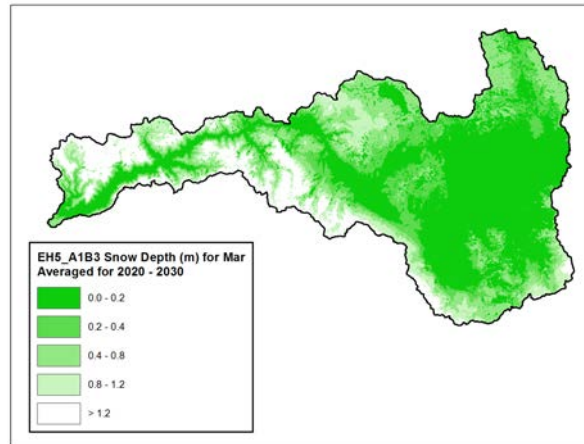 EH5_A1B3 Snow Depth (m) for Mar
Averaged for 2020 - 2030
0.0 - 0.2
0.2 - 0.4
0.4 - 0.8
0.8 - 1.2
> 1.2